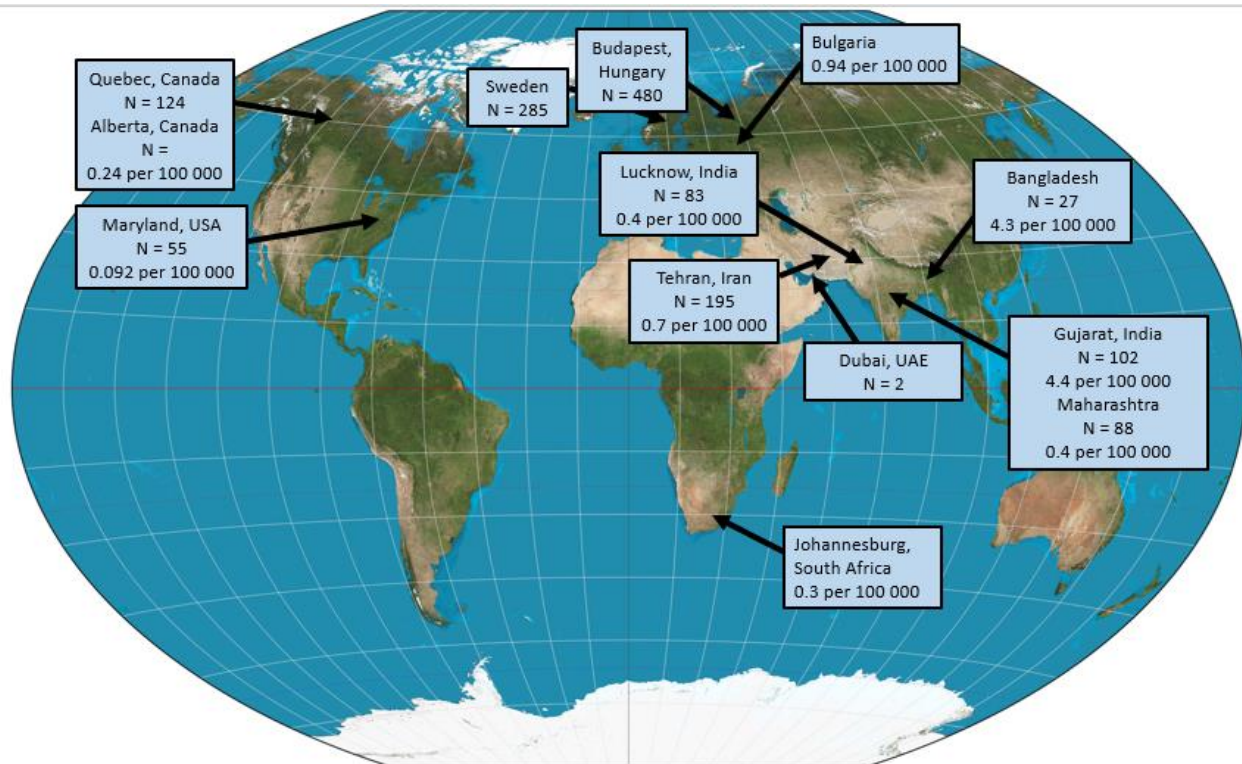 Quebec, Canada
N = 124
Alberta, Canada
N =
0.24 per 100 000
Maryland, USA
N = 55
0.092 per 100 000
Sweden
N = 285
Budapest,
Hungary
N = 480
Bulgaria
0.94 per 100 000
Lucknow, India
N = 83
0.4 per 100 000
Bangladesh
N = 27
4.3 per 100 000
Tehran, Iran
N = 195
0.7 per 100 000
Dubai, UAE
N = 2
Gujarat, India
N = 102
4.4 per 100 000
Maharashtra
N = 88
0.4 per 100 000
Johannesburg,
South Africa
0.3 per 100 000